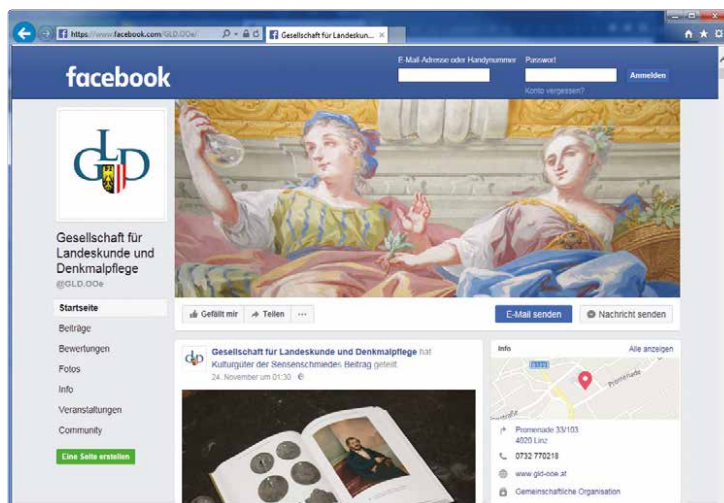 https://www.facebook.com/GLD.OOe/
Gesellschaft für Landeskun...
facebook
E-Mail-Adresse oder Handynummer
Passwort
Anmelden
Konto vergessen?
GLD
Gesellschaft für
Landeskunde und
Denkmalpflege
@GLD.OOe
Startseite
Beiträge
Bewertungen
Fotos
Info
Veranstaltungen
Community
Eine Seite erstellen
Gefällt mir
Teilen
E-Mail senden
Nachricht senden
Gesellschaft für Landeskunde und Denkmalpflege hat
Kulturgüter der Sensenschmiedes Beitrag geteilt.
24. November um 01:30
Info
Alle anzeigen
Promenade
Promenade 33/103
4020 Linz
0732 770218
www.gld-ooe.at
Gemeinschaftliche Organisation